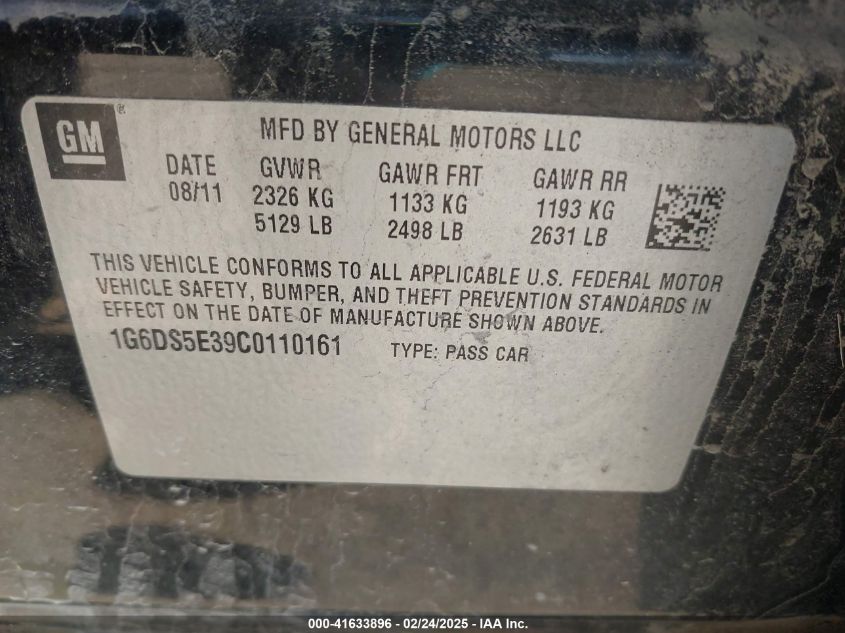 GM ®
MFD BY GENERAL MOTORS LLC
DATE GVWR GAWR FRT GAWR RR
08/11 2326 KG 1133 KG 1193 KG
5129 LB 2498 LB 2631 LB
THIS VEHICLE CONFORMS TO ALL APPLICABLE U.S. FEDERAL MOTOR
VEHICLE SAFETY, BUMPER, AND THEFT PREVENTION STANDARDS IN
EFFECT ON THE DATE OF MANUFACTURE SHOWN ABOVE.
1G6DS5E39C0110161 TYPE: PASS CAR
000-41633896 - 02/24/2025 - IAA Inc.